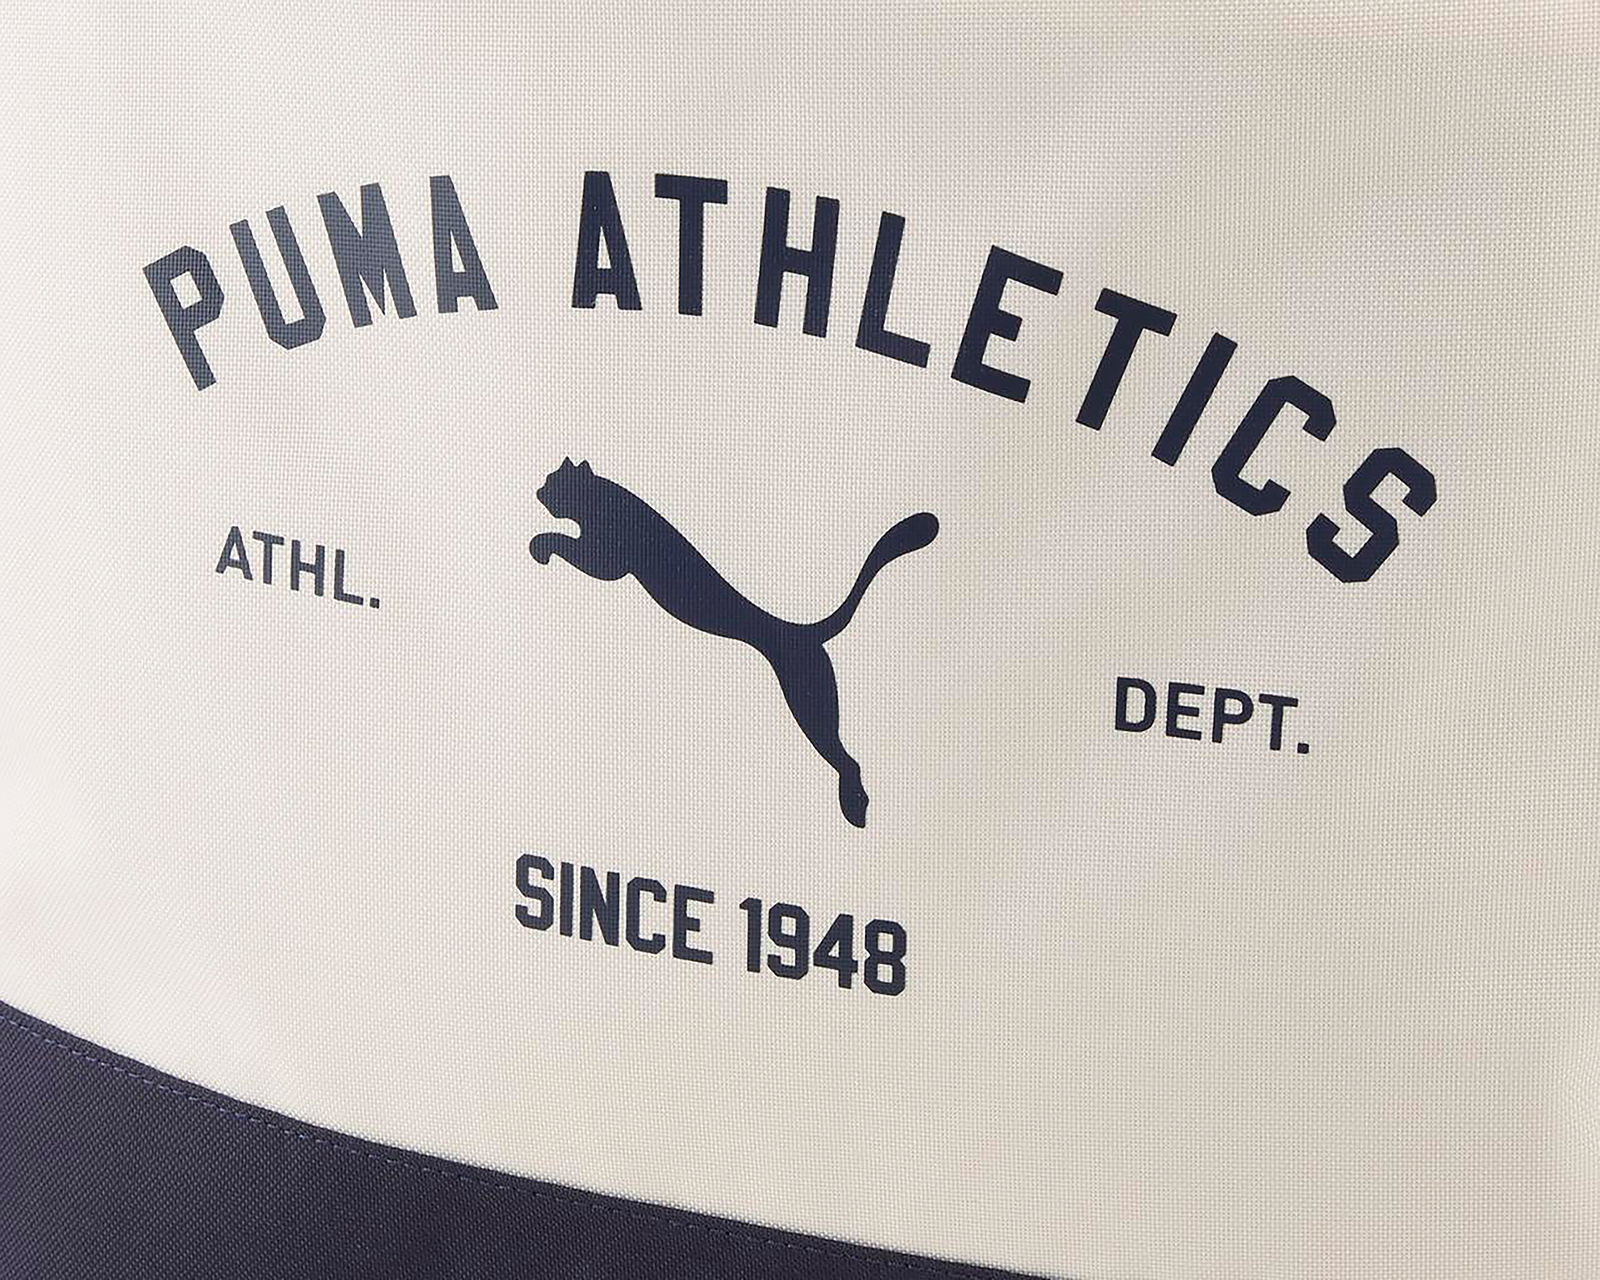 PUMA ATHLETICS
ATHL.
DEPT.
SINCE 1948